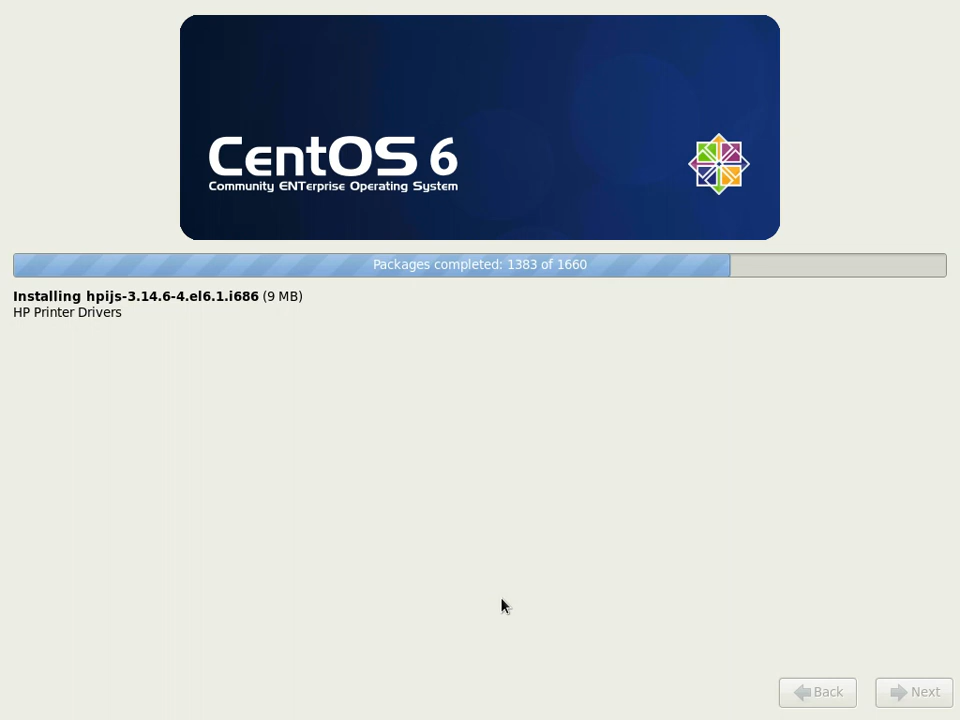 CentOS 6
Community ENTerprise Operating System
Packages completed: 1383 of 1660
Installing hpijs-3.14.6-4.el6.1.i686 (9 MB)
HP Printer Drivers
Back
Next